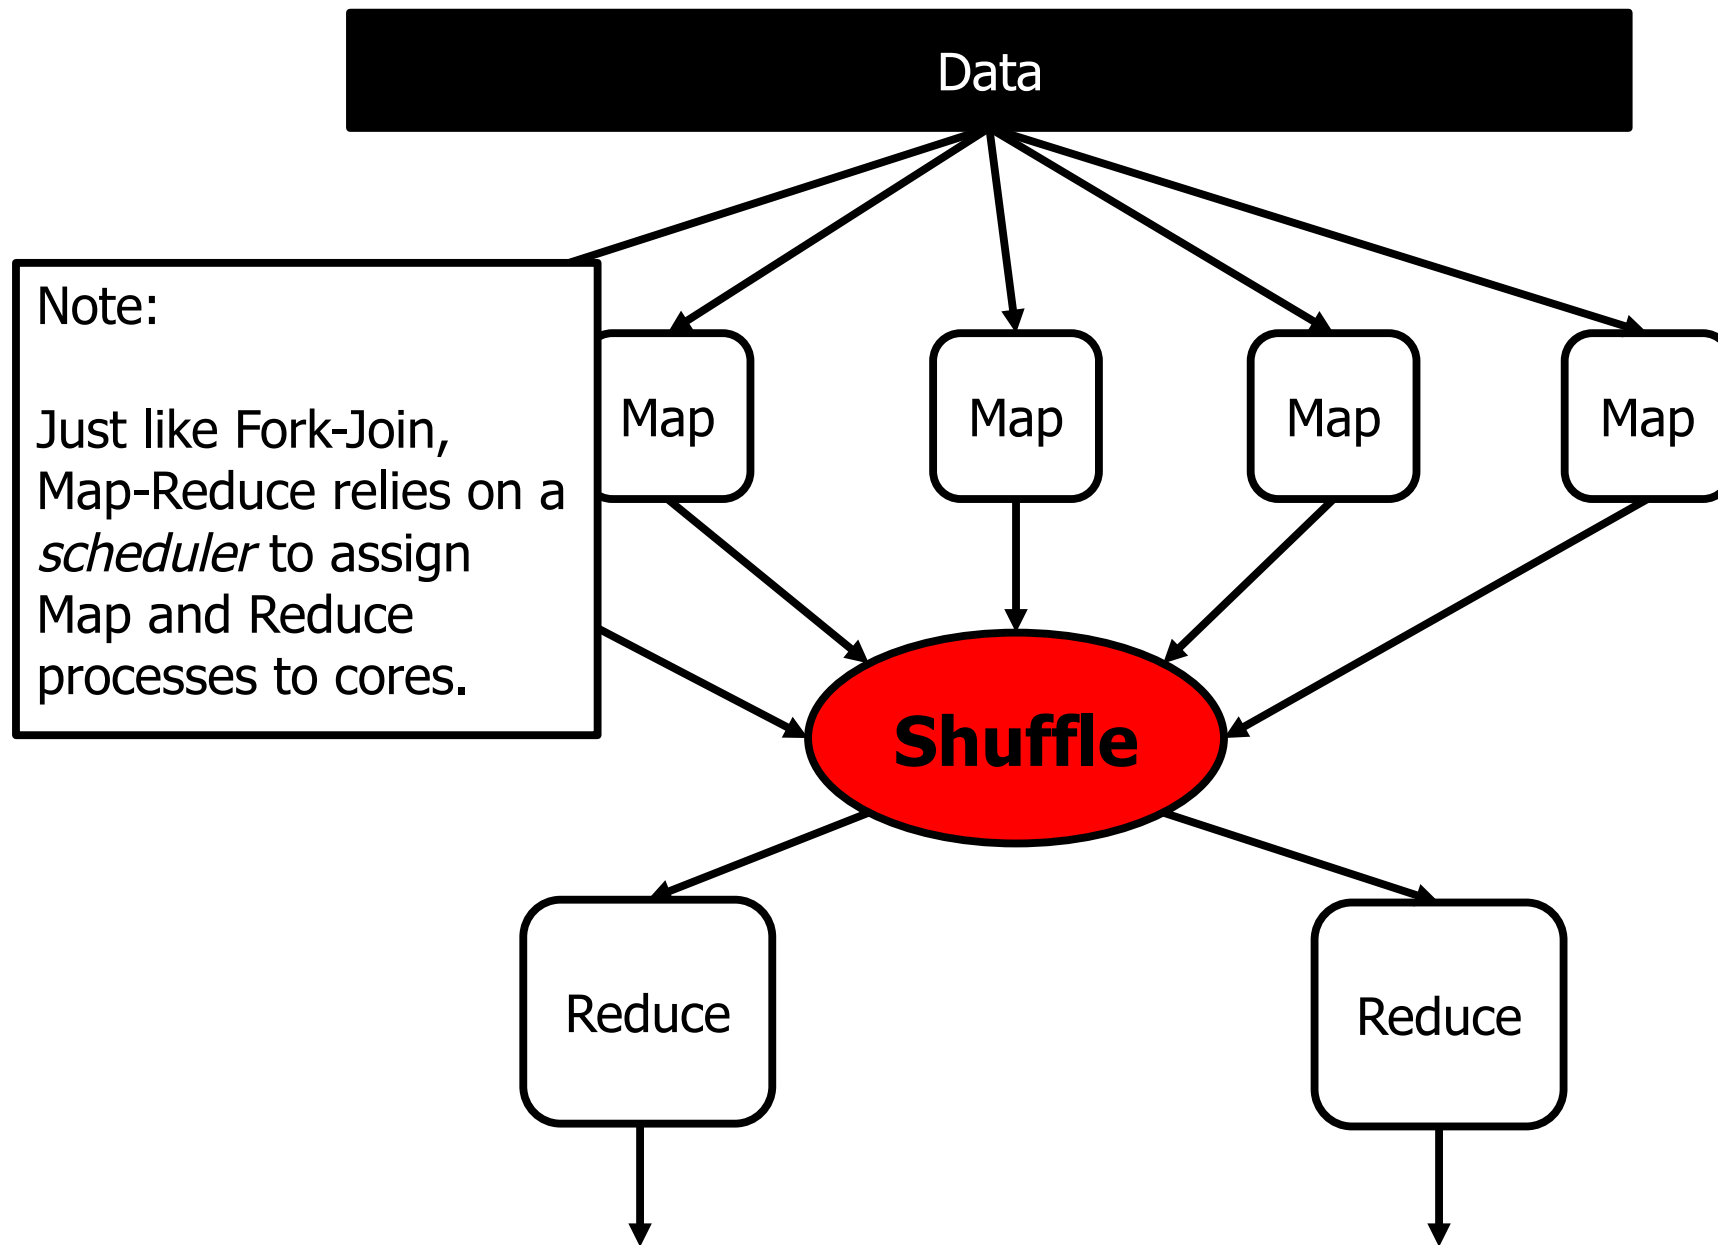 Data
Note:
Just like Fork-Join,
Map-Reduce relies on a
scheduler to assign
Map and Reduce
processes to cores.
Map
Map
Map
Map
Shuffle
Reduce
Reduce